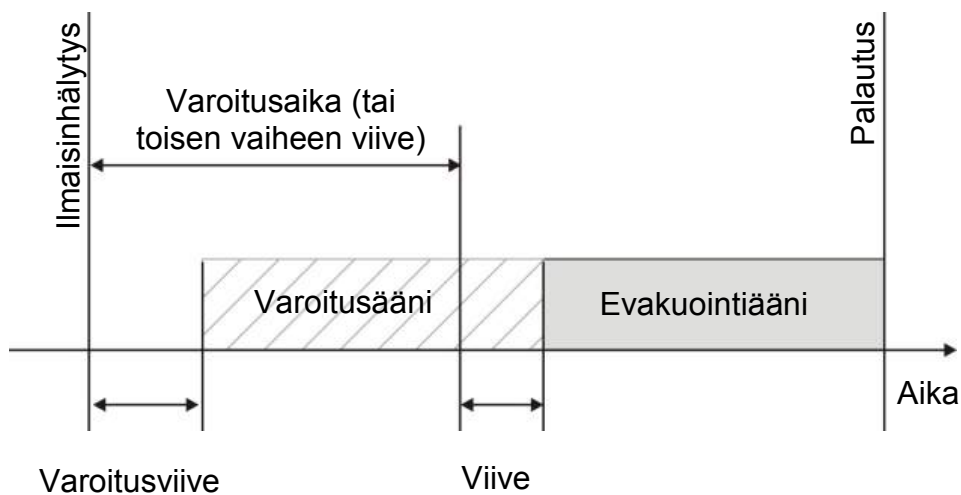 Ilmaisinhälytys
Varoitusaika (tai
toisen vaiheen viive)
Palautus
Varoitusääni
Evakuointiääni
Aika
Varoitusviive
Viive